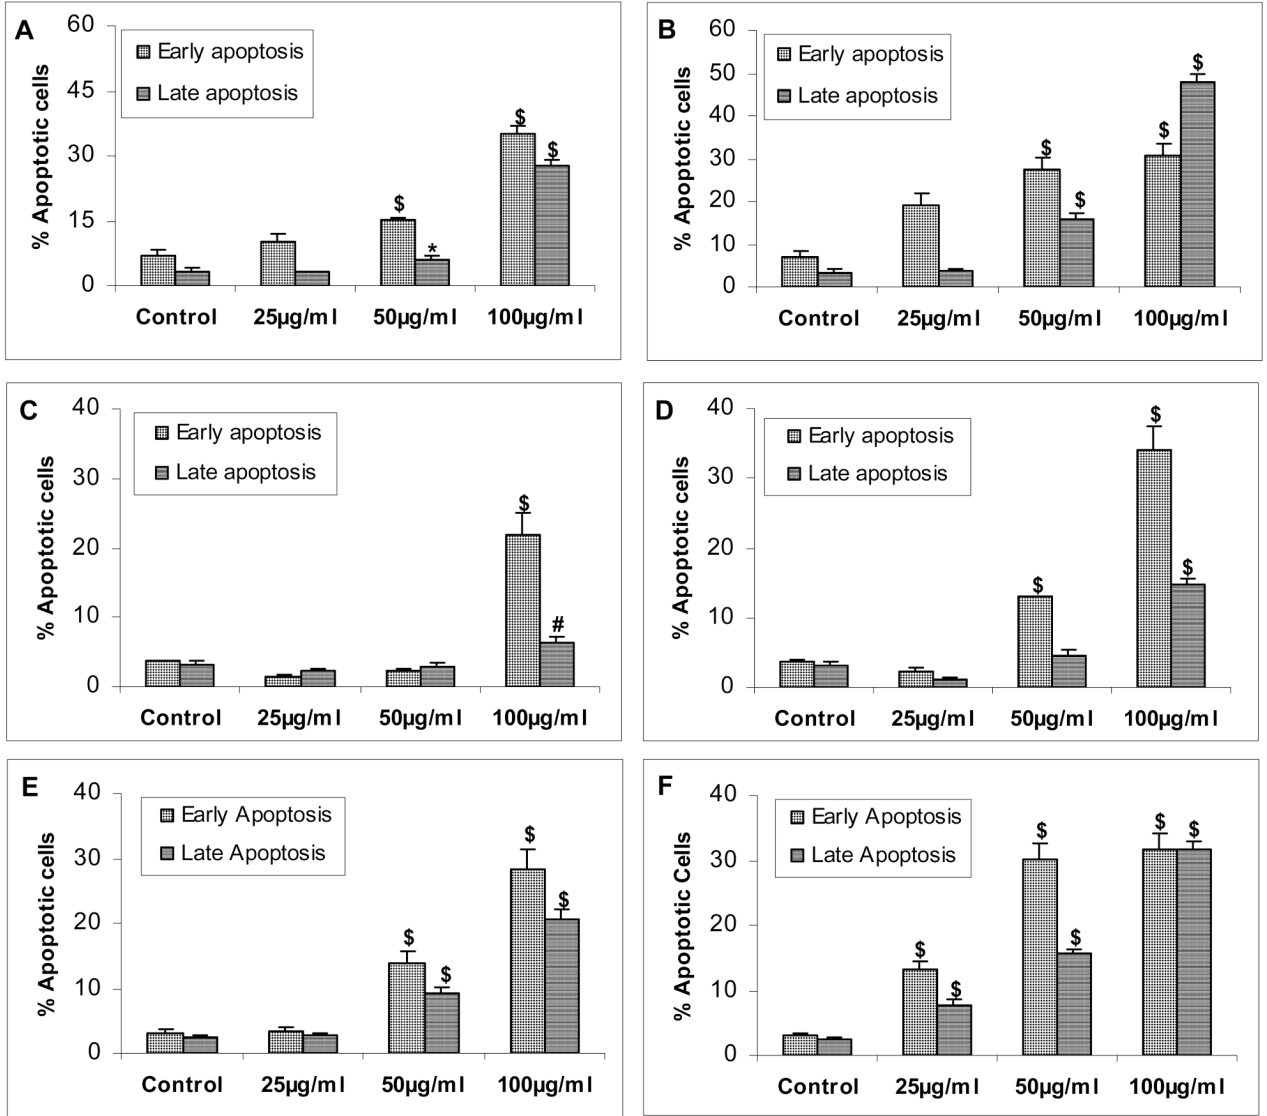 A
% Apoptotic cells
60
45
30
15
0
Early apoptosis
Late apoptosis
$
*
$
$
Control
25µg/ml
50µg/ml
100µg/ml
B
% Apoptotic cells
60
50
40
30
20
10
0
Early apoptosis
Late apoptosis
$
$
$
$
Control
25µg/ml
50µg/ml
100µg/ml
C
% Apoptotic cells
40
30
20
10
0
Early apoptosis
Late apoptosis
$
#
Control
25µg/ml
50µg/ml
100µg/ml
D
% Apoptotic cells
40
30
20
10
0
Early apoptosis
Late apoptosis
$
$
$
Control
25µg/ml
50µg/ml
100µg/ml
E
% Apoptotic cells
40
30
20
10
0
Early Apoptosis
Late Apoptosis
$
$
$
$
Control
25µg/ml
50µg/ml
100µg/ml
F
% Apoptotic Cells
40
30
20
10
0
Early Apoptosis
Late Apoptosis
$
$
$
$
$
$
Control
25µg/ml
50µg/ml
100µg/ml